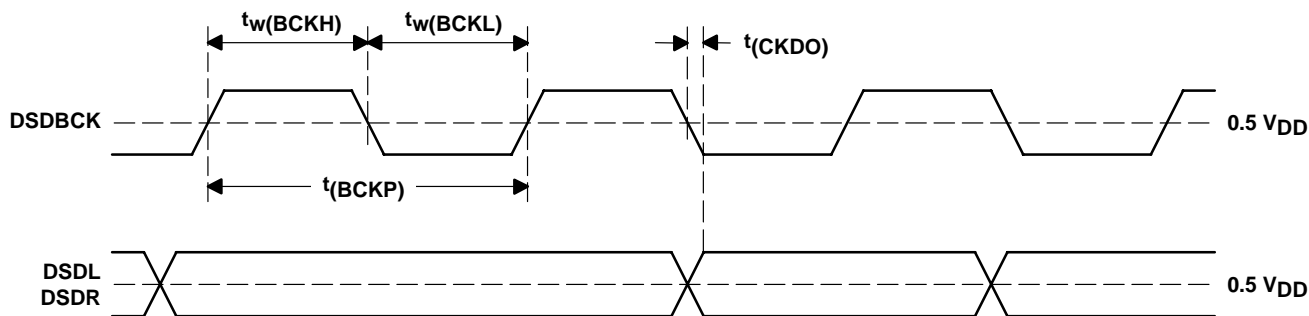 tw(BCKH)
tw(BCKL)
t(CKDO)
DSDBCK
0.5 VDD
t(BCKP)
DSDL
DSDR
0.5 VDD